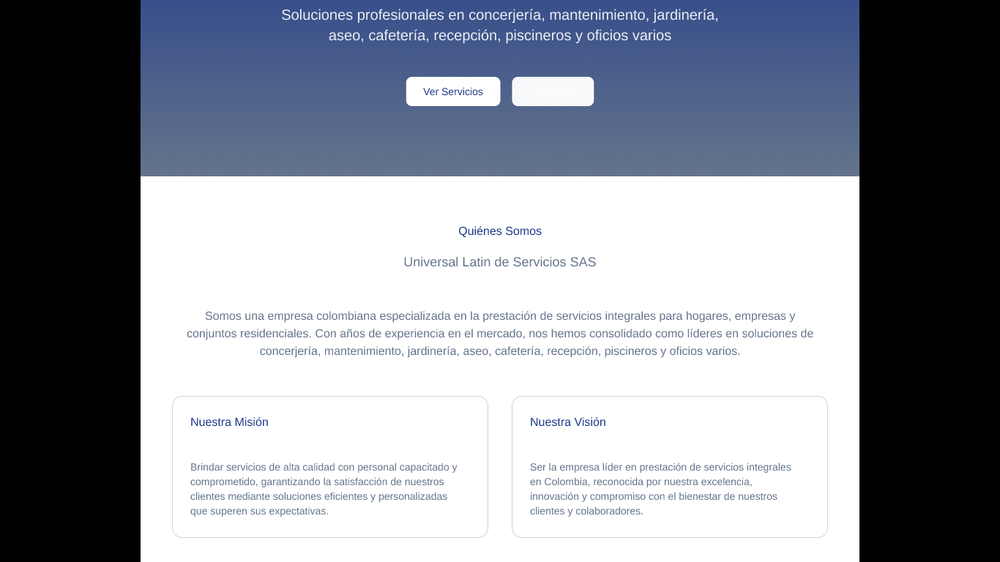 Soluciones profesionales en concerjería, mantenimiento, jardinería,
aseo, cafetería, recepción, piscineros y oficios varios
Ver Servicios
Contactar
Quiénes Somos
Universal Latin de Servicios SAS
Somos una empresa colombiana especializada en la prestación de servicios integrales para hogares, empresas y
conjuntos residenciales. Con años de experiencia en el mercado, nos hemos consolidado como líderes en soluciones de
concerjería, mantenimiento, jardinería, aseo, cafetería, recepción, piscineros y oficios varios.
Nuestra Misión
Brindar servicios de alta calidad con personal capacitado y
comprometido, garantizando la satisfacción de nuestros
clientes mediante soluciones eficientes y personalizadas
que superen sus expectativas.
Nuestra Visión
Ser la empresa líder en prestación de servicios integrales
en Colombia, reconocida por nuestra excelencia,
innovación y compromiso con el bienestar de nuestros
clientes y colaboradores.